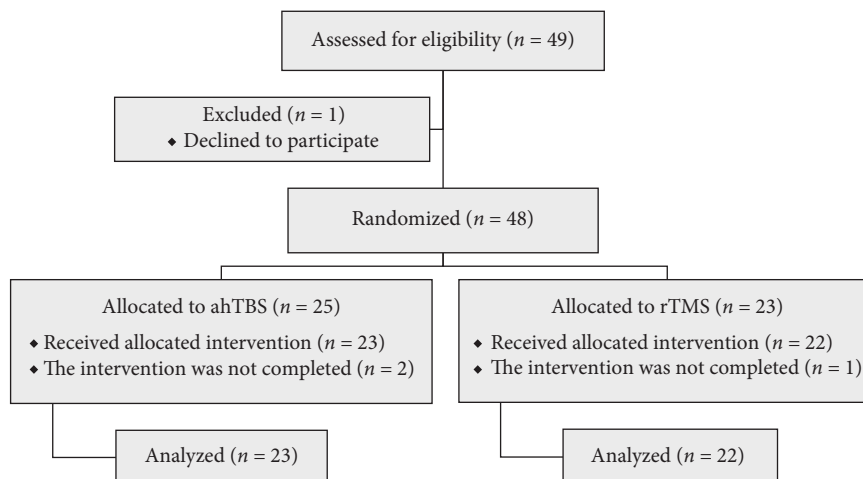 Assessed for eligibility (n = 49)
Excluded (n = 1)
◆ Declined to participate
Randomized (n = 48)
Allocated to ahTBS (n = 25)
◆ Received allocated intervention (n = 23)
◆ The intervention was not completed (n = 2)
Allocated to rTMS (n = 23)
◆ Received allocated intervention (n = 22)
◆ The intervention was not completed (n = 1)
Analyzed (n = 23)
Analyzed (n = 22)